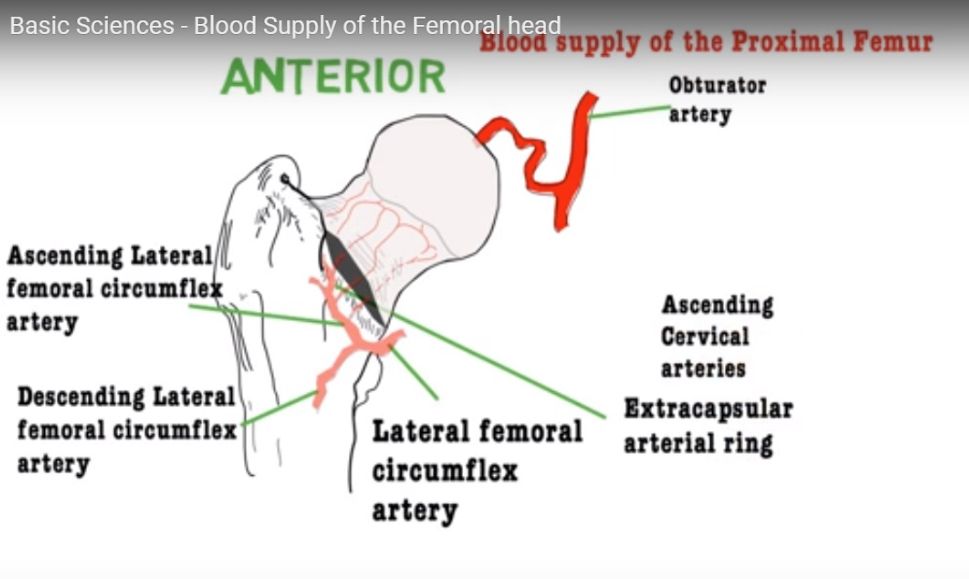 Basic Sciences - Blood Supply of the Femoral head
Blood supply of the Proximal Femur
ANTERIOR
Obturator
artery
Ascending Lateral
femoral circumflex
artery
Ascending
Cervical
arteries
Descending Lateral
femoral circumflex
artery
Extracapsular
arterial ring
Lateral femoral
circumflex
artery